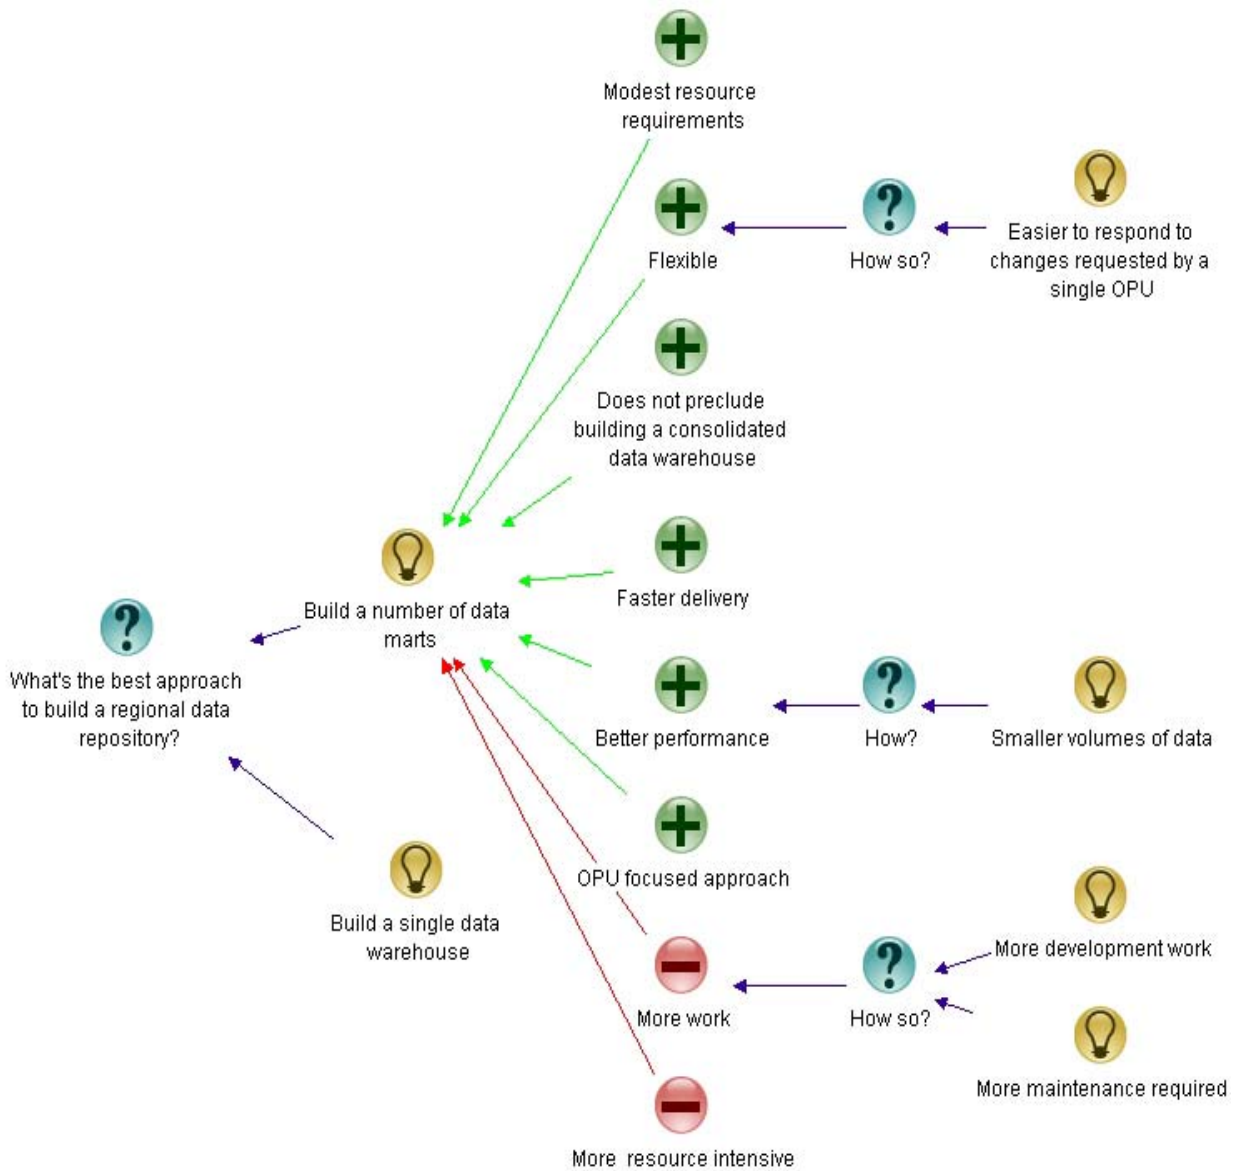 Modest resource
requirements
Flexible
How so?
Easier to respond to
changes requested by a
single OPU
Does not preclude
building a consolidated
data warehouse
Faster delivery
Build a number of data
marts
What's the best approach
to build a regional data
repository?
Better performance
How?
Smaller volumes of data
OPU focused approach
Build a single data
warehouse
More work
How so?
More development work
More maintenance required
More resource intensive